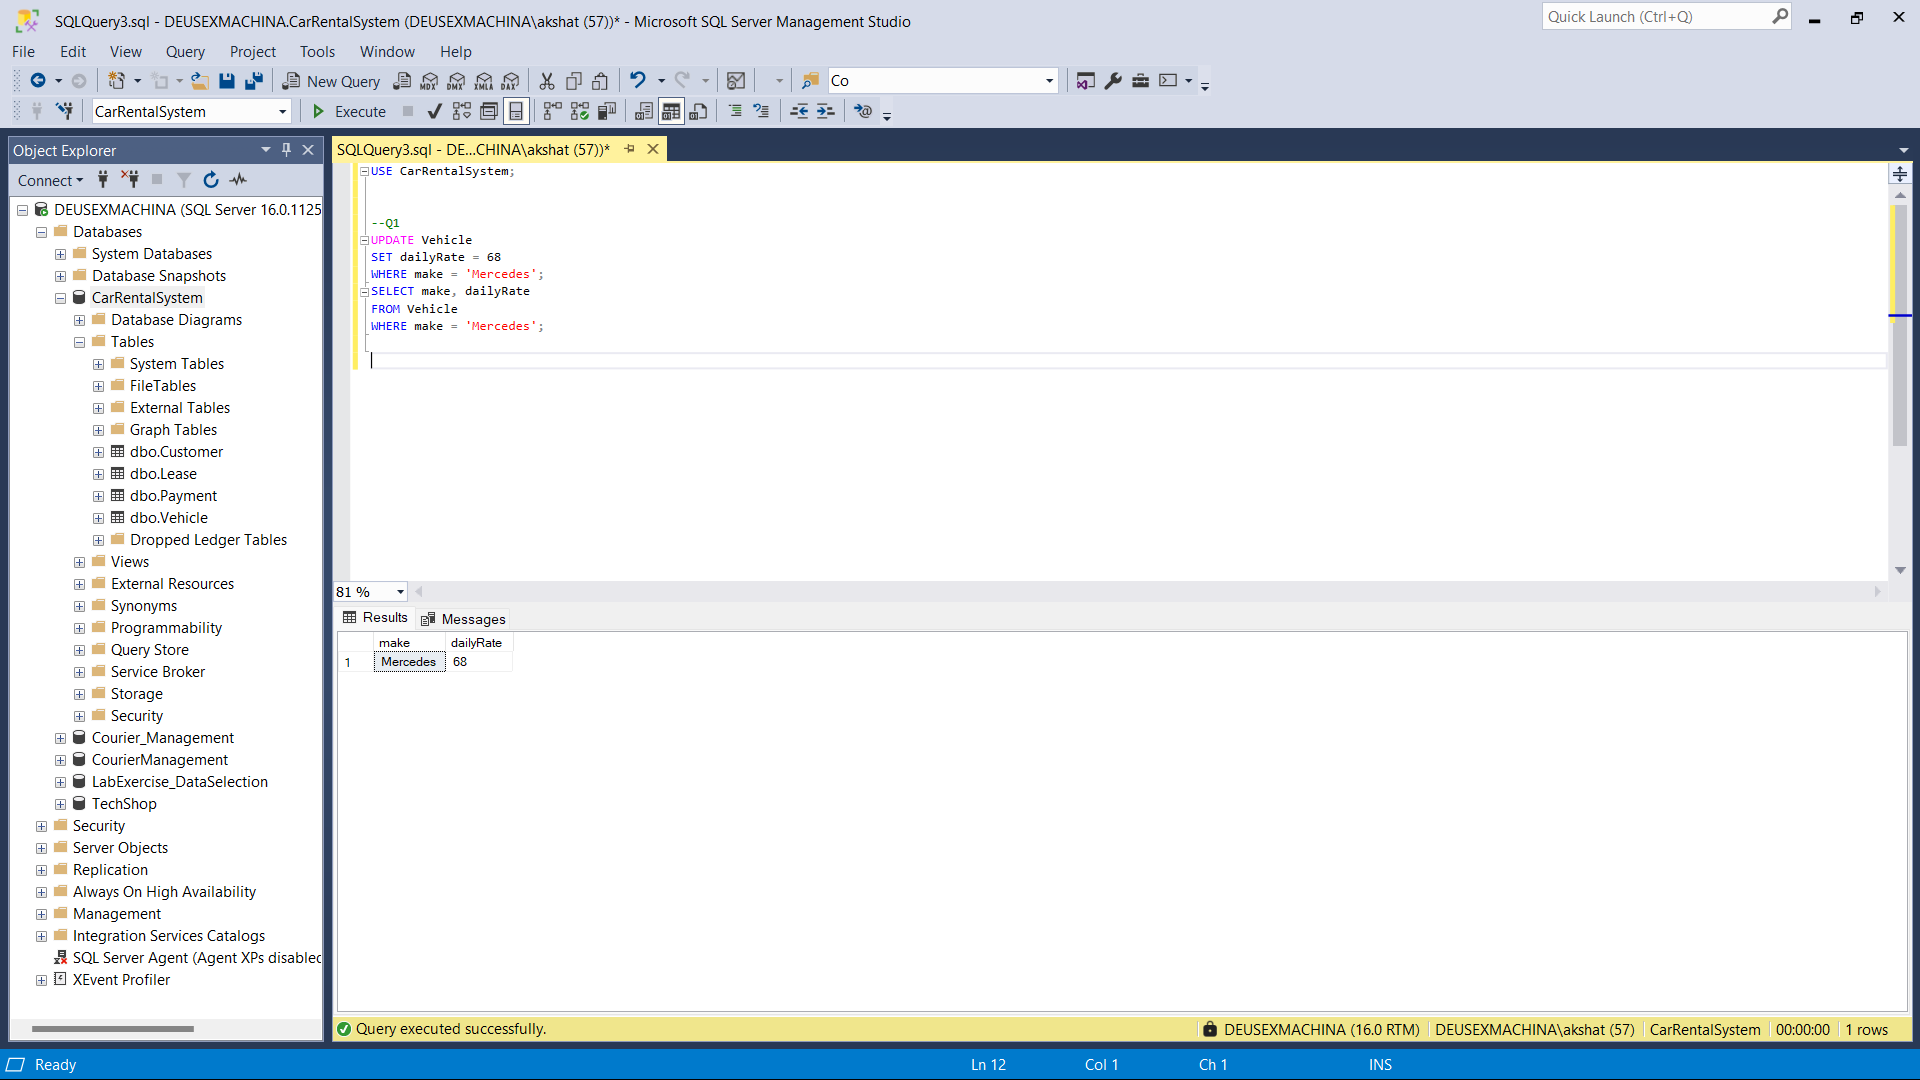 SQLQuery3.sql - DEUSEXMACHINA.CarRentalSystem (DEUSEXMACHINA\akshat (57))* - Microsoft SQL Server Management Studio
Quick Launch (Ctrl+Q)
File Edit View Query Project Tools Window Help
New Query
MDX DMX XMLA DAX
Co
CarRentalSystem
Execute
Object Explorer
Connect
DEUSEXMACHINA (SQL Server 16.0.1125
Databases
System Databases
Database Snapshots
CarRentalSystem
Database Diagrams
Tables
System Tables
FileTables
External Tables
Graph Tables
dbo.Customer
dbo.Lease
dbo.Payment
dbo.Vehicle
Dropped Ledger Tables
Views
External Resources
Synonyms
Programmability
Query Store
Service Broker
Storage
Security
Courier_Management
CourierManagement
LabExercise_DataSelection
TechShop
Security
Server Objects
Replication
Always On High Availability
Management
Integration Services Catalogs
SQL Server Agent (Agent XPs disabled
XEvent Profiler
SQLQuery3.sql - DE...CHINA\akshat (57))*
USE CarRentalSystem;
--Q1
UPDATE Vehicle
SET dailyRate = 68
WHERE make = 'Mercedes';
SELECT make, dailyRate
FROM Vehicle
WHERE make = 'Mercedes';
81 %
Results Messages
make dailyRate
1 Mercedes 68
Query executed successfully.
DEUSEXMACHINA (16.0 RTM) DEUSEXMACHINA\akshat (57) CarRentalSystem 00:00:00 1 rows
Ready Ln 12 Col 1 Ch 1 INS